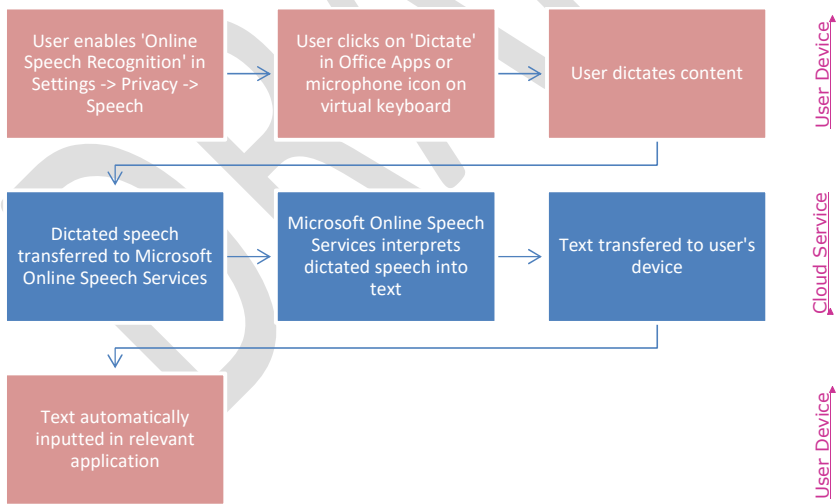 User enables 'Online
Speech Recognition' in
Settings -> Privacy ->
Speech
User clicks on 'Dictate'
in Office Apps or
microphone icon on
virtual keyboard
User dictates content
User Device
Dictated speech
transferred to Microsoft
Online Speech Services
Microsoft Online Speech
Services interprets
dictated speech into
text
Text transfered to user's
device
Cloud Service
Text automatically
inputted in relevant
application
User Device